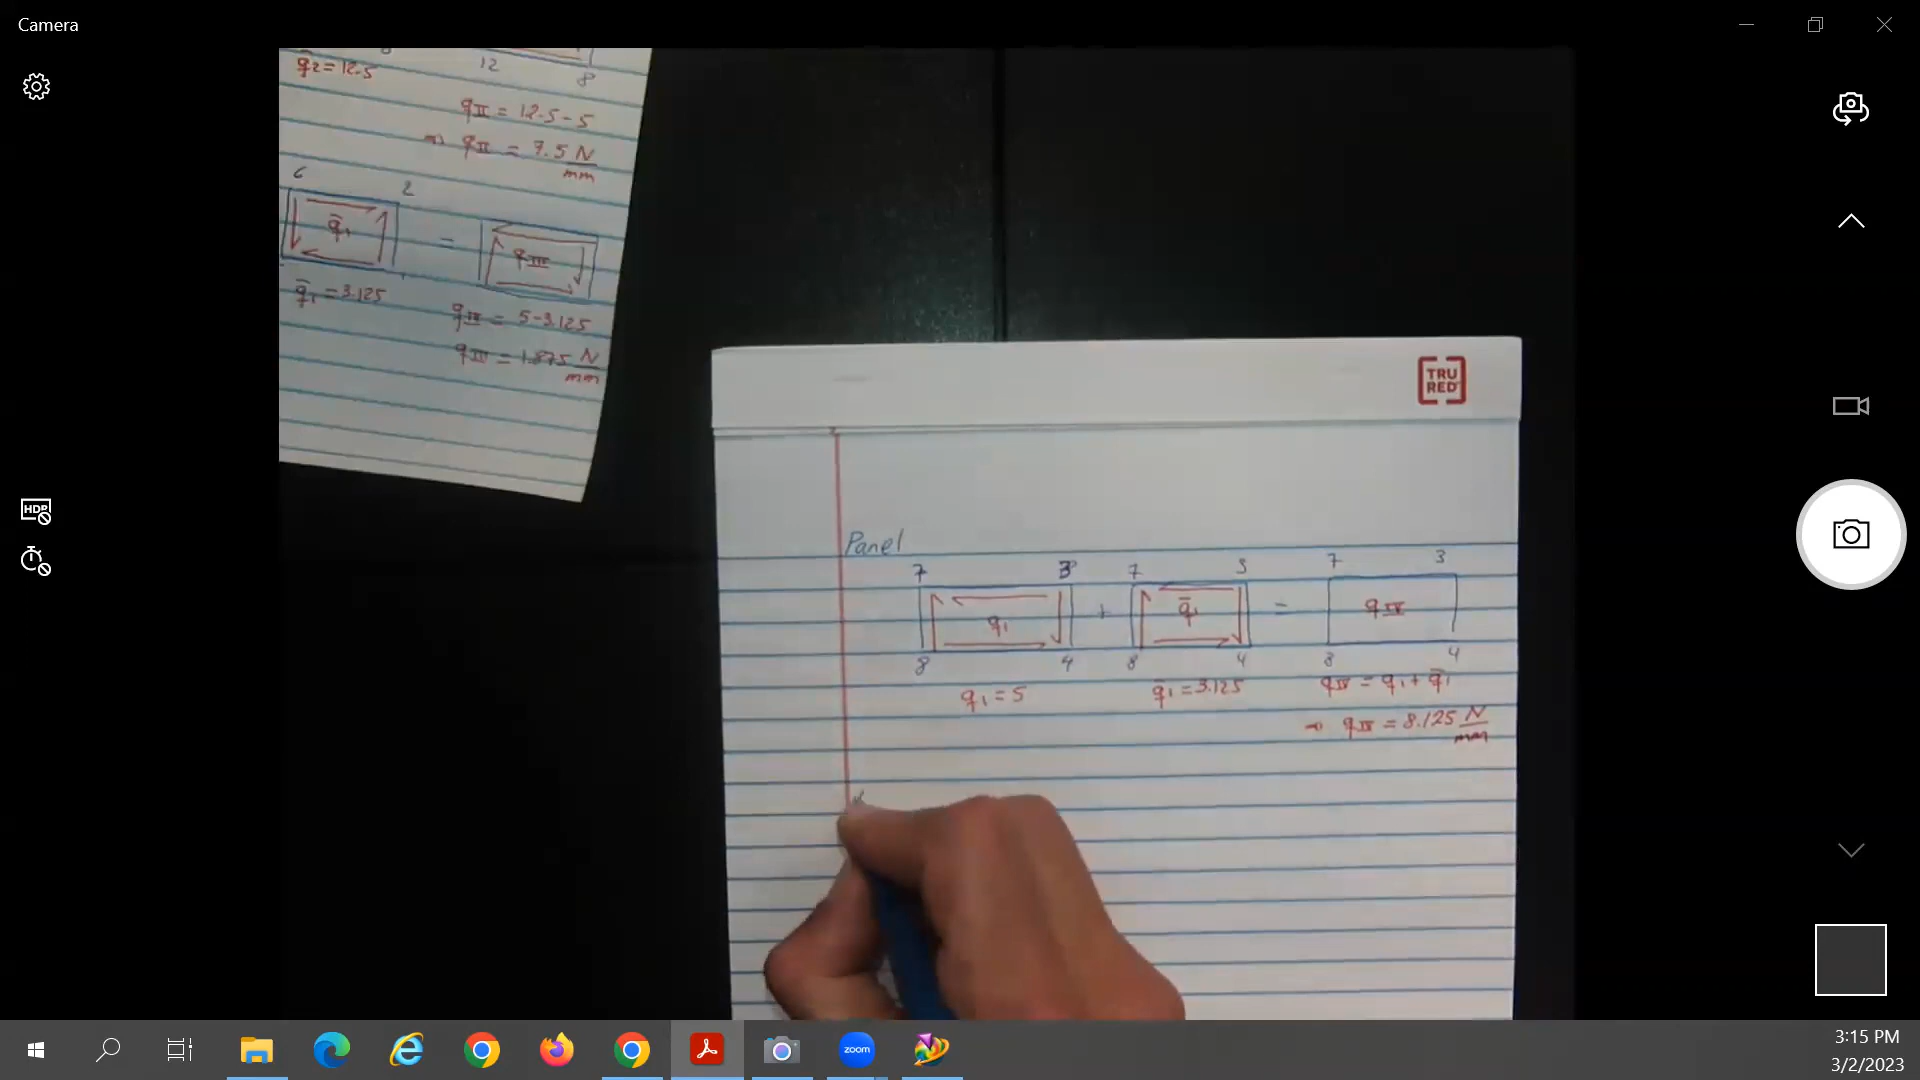 Camera
q̄2 = 12.5
12
8
qII = 12.5 - 5
⇒ qII = 7.5 N/mm
6 2
q̄1 = qIII
q̄1 = 3.125
qIII = 5 - 3.125
qIII = 1.875 N/mm
TRU RED
Panel
7 3 7 3 7 3
q1 + q̄1 = qIV
8 4 8 4 8 4
q1 = 5 q̄1 = 3.125 qIV = q1 + q̄1
⇒ qIV = 8.125 N/mm
HDR
zoom
3:15 PM
3/2/2023